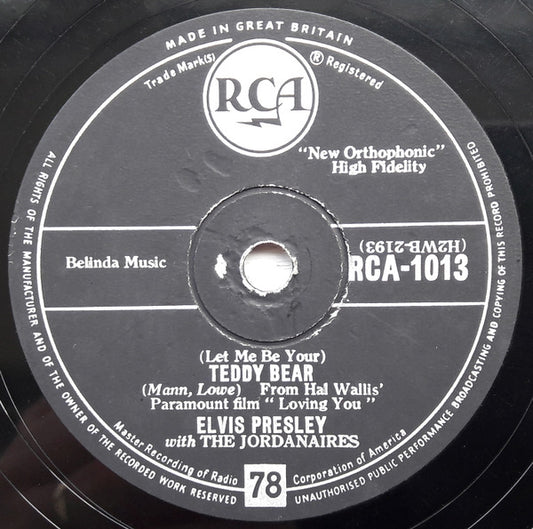 MADE IN GREAT BRITAIN
Trade Mark(S) ® Registered
RCA
"New Orthophonic"
High Fidelity
(H2WB-2193)
Belinda Music
RCA-1013
(Let Me Be Your)
TEDDY BEAR
(Mann, Lowe) From Hal Wallis'
Paramount film "Loving You"
ELVIS PRESLEY
with THE JORDANAIRES
Master Recording of Radio Corporation of America
78
ALL RIGHTS OF THE MANUFACTURER AND OF THE OWNER OF THE RECORDED WORK RESERVED
UNAUTHORISED PUBLIC PERFORMANCE BROADCASTING AND COPYING OF THIS RECORD PROHIBITED